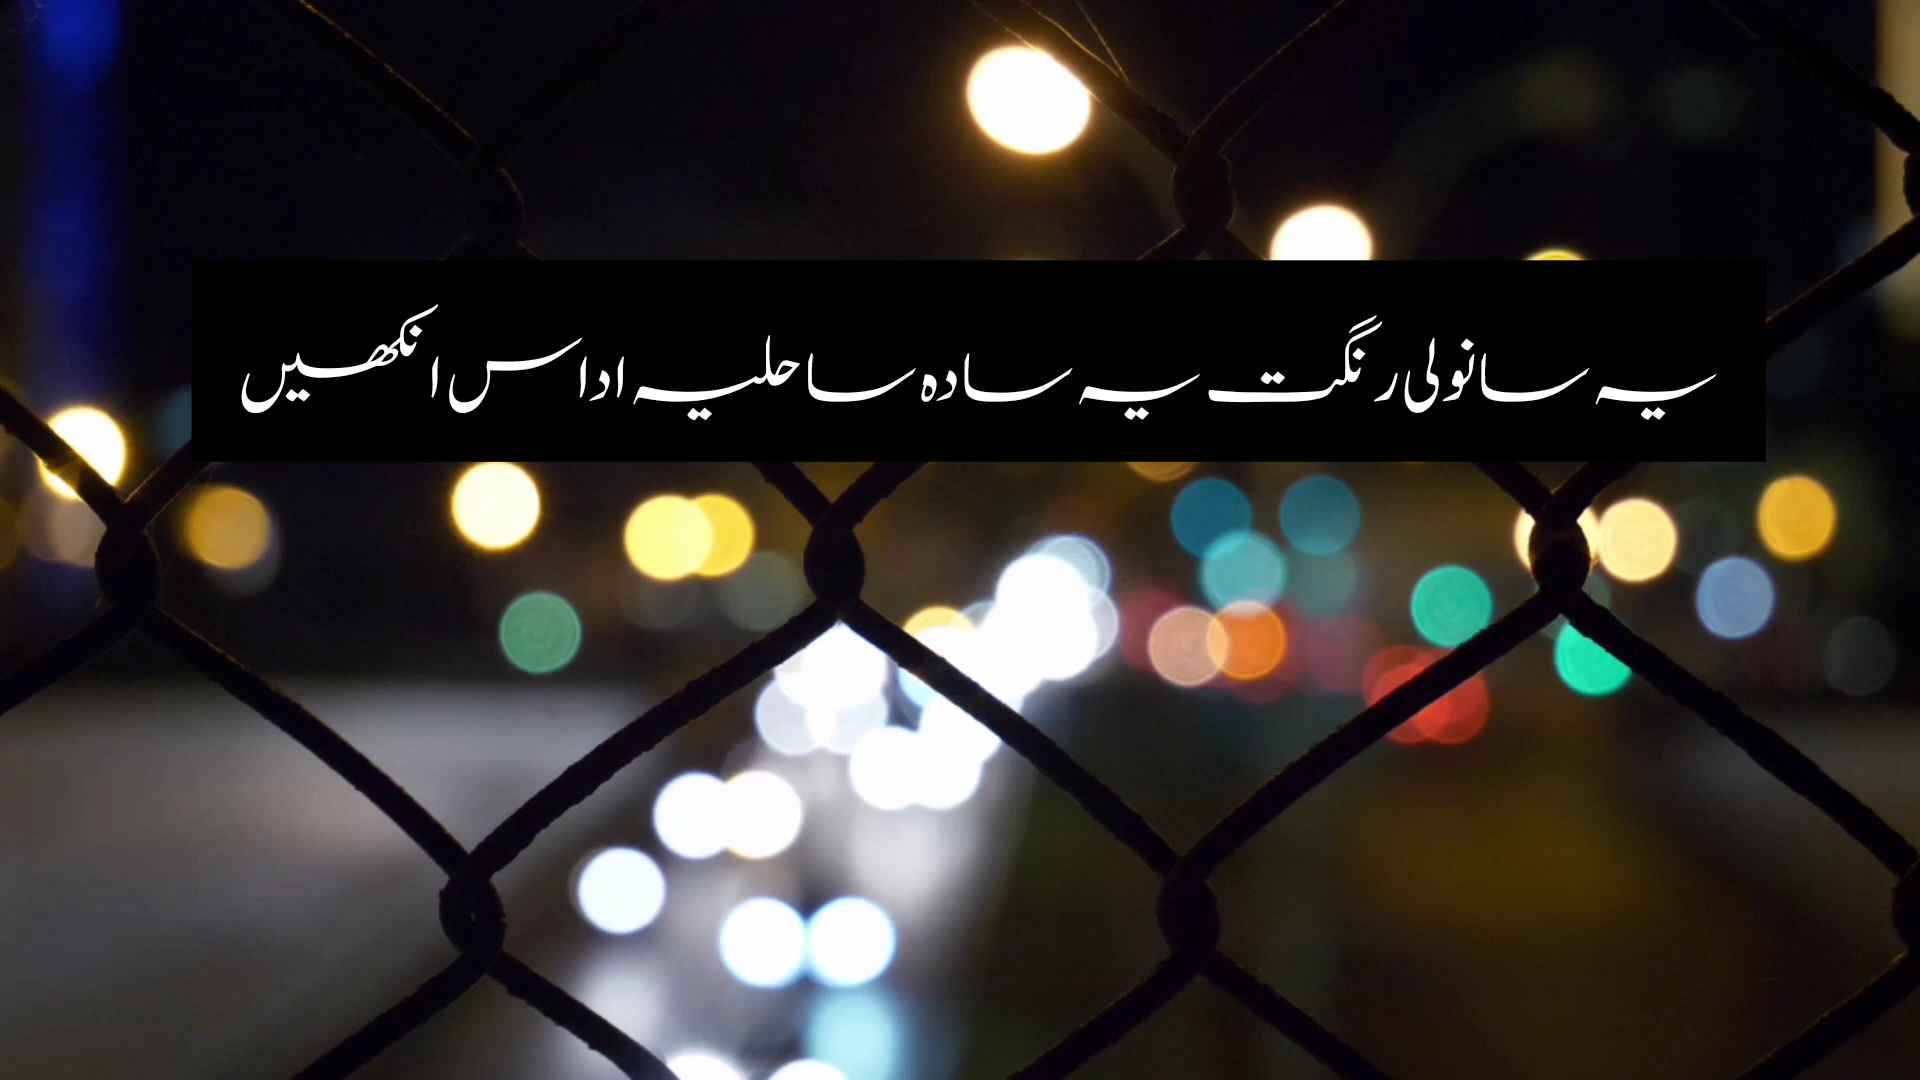 یہ سانولی رنگت یہ سادہ سا حلیہ اداس انکھیں